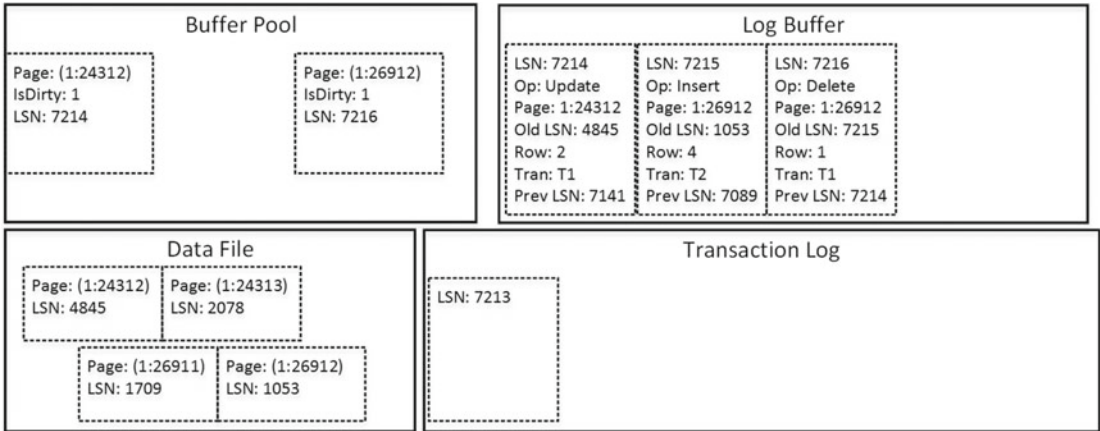 Buffer Pool
Page: (1:24312)
IsDirty: 1
LSN: 7214
Page: (1:26912)
IsDirty: 1
LSN: 7216
Log Buffer
LSN: 7214
Op: Update
Page: 1:24312
Old LSN: 4845
Row: 2
Tran: T1
Prev LSN: 7141
LSN: 7215
Op: Insert
Page: 1:26912
Old LSN: 1053
Row: 4
Tran: T2
Prev LSN: 7089
LSN: 7216
Op: Delete
Page: 1:26912
Old LSN: 7215
Row: 1
Tran: T1
Prev LSN: 7214
Data File
Page: (1:24312)
LSN: 4845
Page: (1:24313)
LSN: 2078
Page: (1:26911)
LSN: 1709
Page: (1:26912)
LSN: 1053
Transaction Log
LSN: 7213